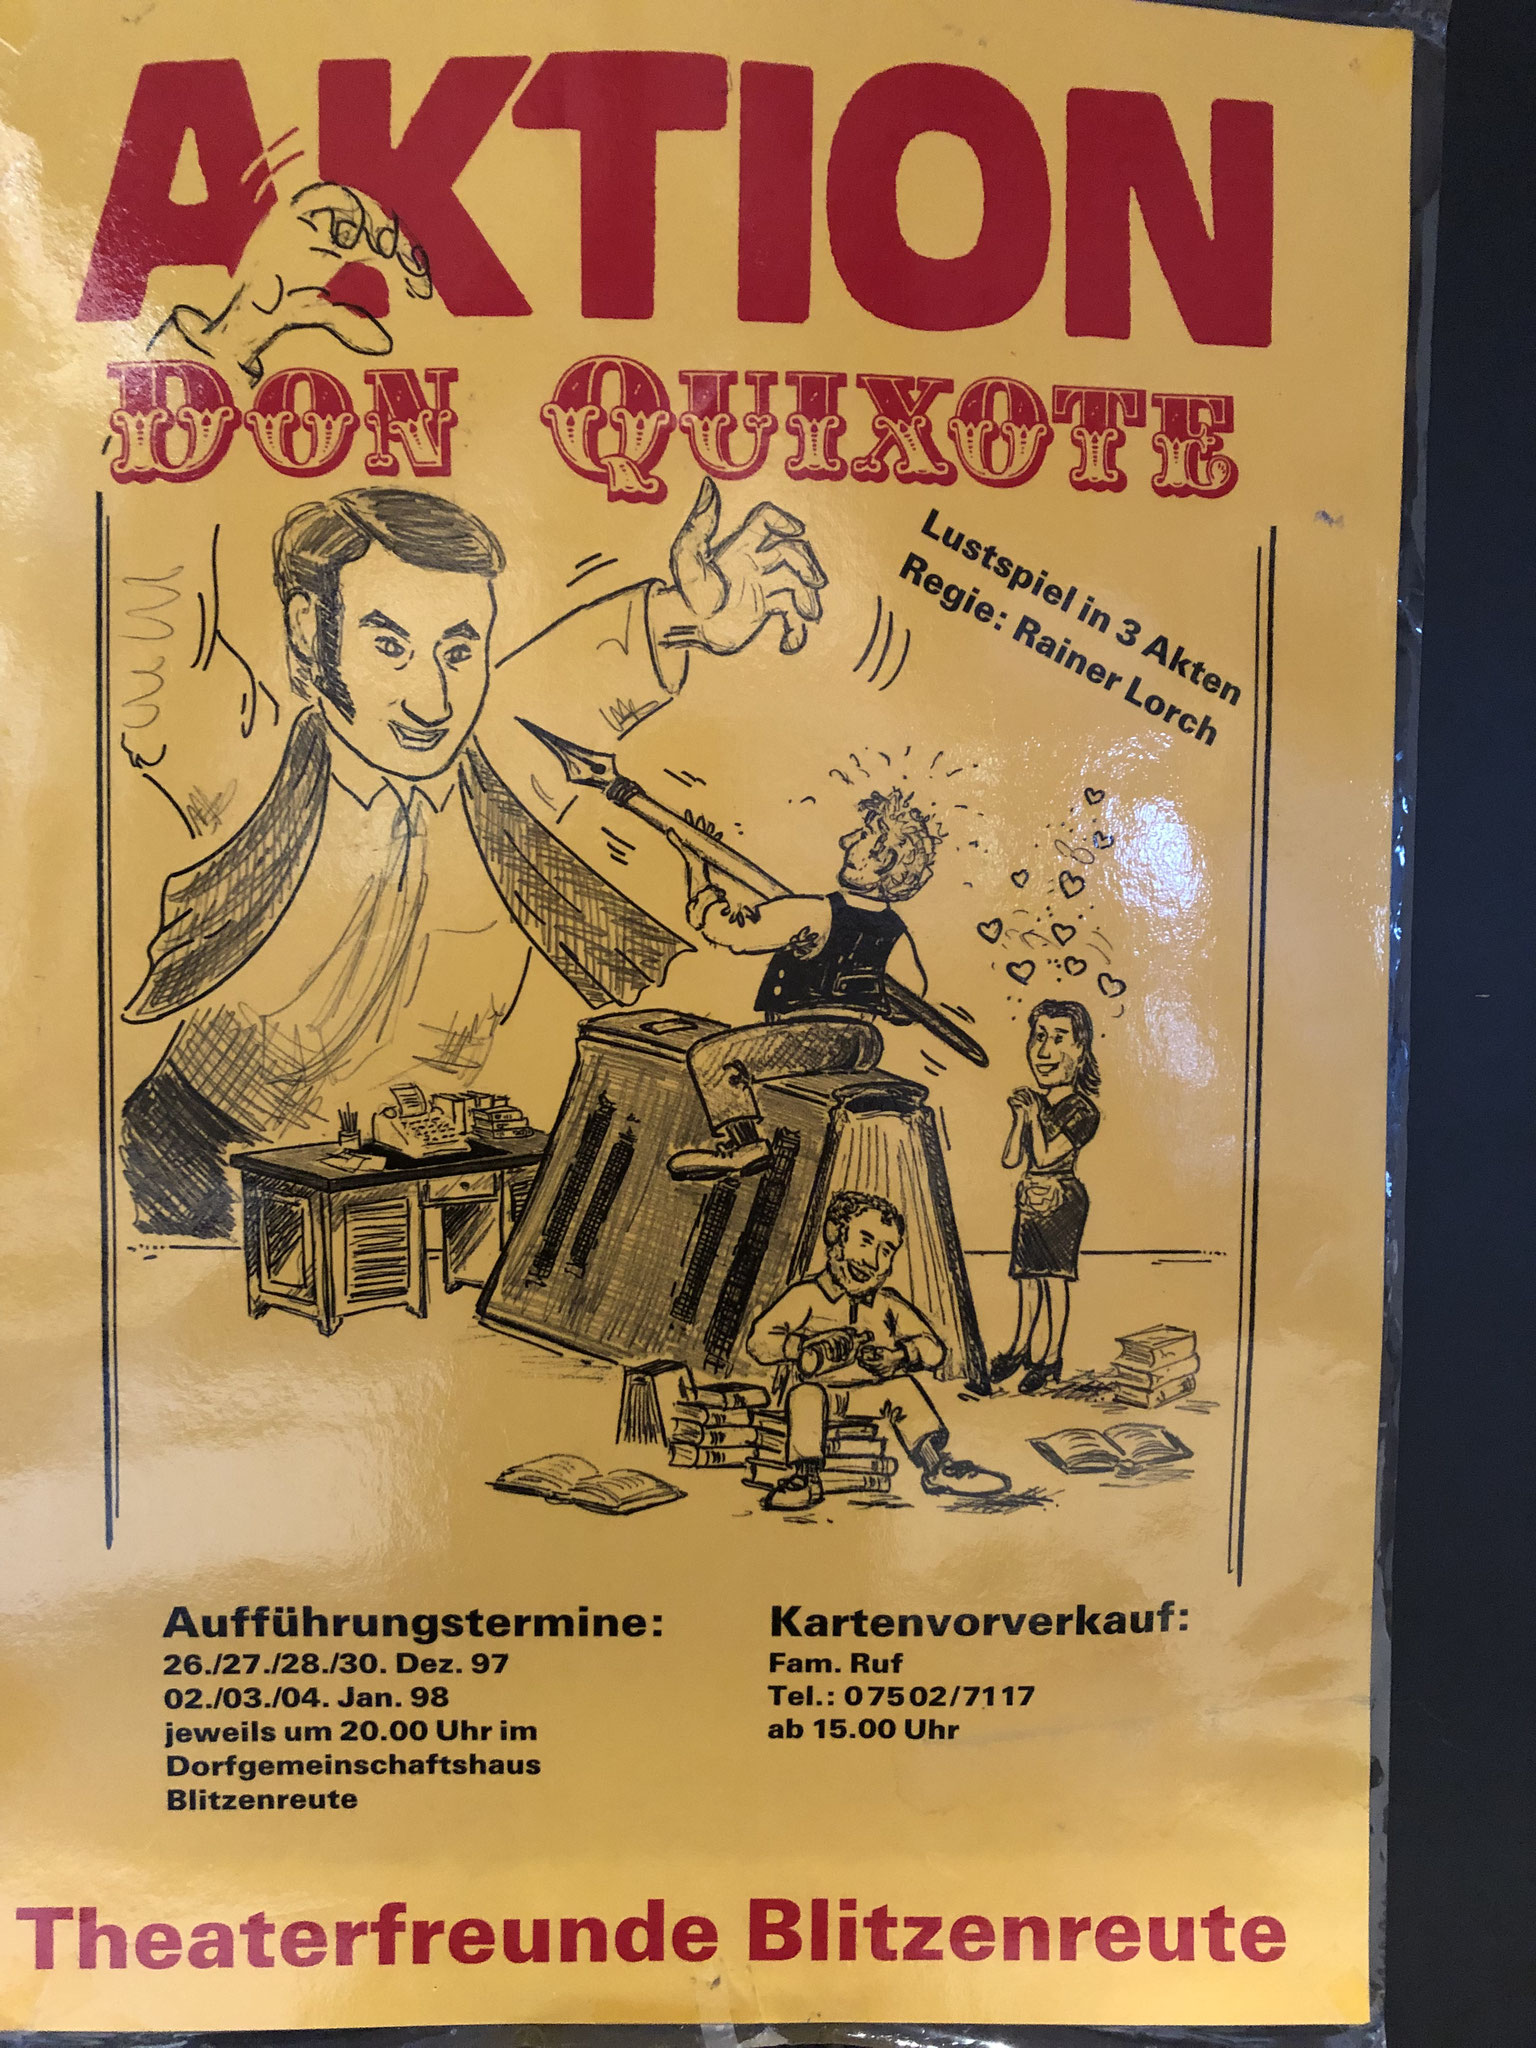 AKTION
DON QUIXOTE
Lustspiel in 3 Akten
Regie: Rainer Lorch
Aufführungstermine:
26./27./28./30. Dez. 97
02./03./04. Jan. 98
jeweils um 20.00 Uhr im
Dorfgemeinschaftshaus
Blitzenreute
Kartenvorverkauf:
Fam. Ruf
Tel.: 07502/7117
ab 15.00 Uhr
Theaterfreunde Blitzenreute